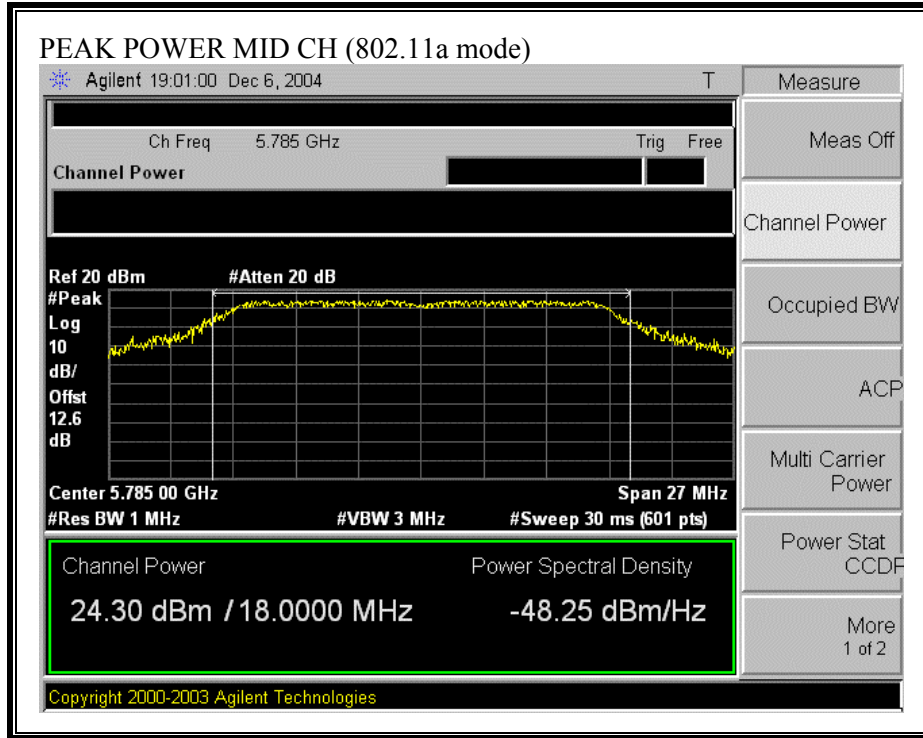 PEAK POWER MID CH (802.11a mode)
Agilent 19:01:00 Dec 6, 2004 T
Measure
Ch Freq 5.785 GHz Trig Free
Meas Off
Channel Power
Channel Power
Ref 20 dBm #Atten 20 dB
#Peak
Log
10
dB/
Offst
12.6
dB
Occupied BW
ACP
Multi Carrier
Power
Center 5.785 00 GHz Span 27 MHz
#Res BW 1 MHz #VBW 3 MHz #Sweep 30 ms (601 pts)
Power Stat
CCDF
Channel Power Power Spectral Density
24.30 dBm / 18.0000 MHz -48.25 dBm/Hz
More
1 of 2
Copyright 2000-2003 Agilent Technologies